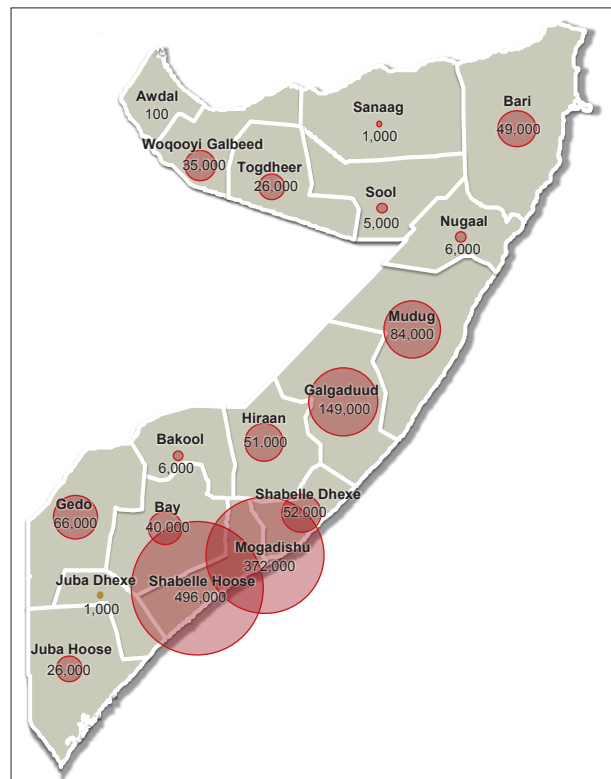 Awdal
100
Sanaag
1,000
Bari
49,000
Woqooyi Galbeed
35,000
Togdheer
26,000
Sool
5,000
Nugaal
6,000
Mudug
84,000
Galgaduud
149,000
Hiraan
51,000
Bakool
6,000
Gedo
66,000
Bay
40,000
Shabelle Dhexe
52,000
Mogadishu
372,000
Juba Dhexe
1,000
Shabelle Hoose
496,000
Juba Hoose
26,000